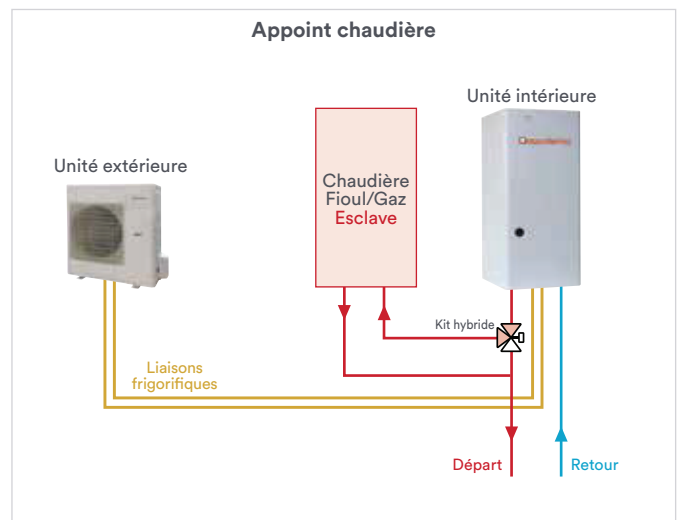 Appoint chaudière
Unité intérieure
Unité extérieure
Chaudière
Fioul/Gaz
Esclave
Kit hybride
Liaisons
frigorifiques
Départ
Retour